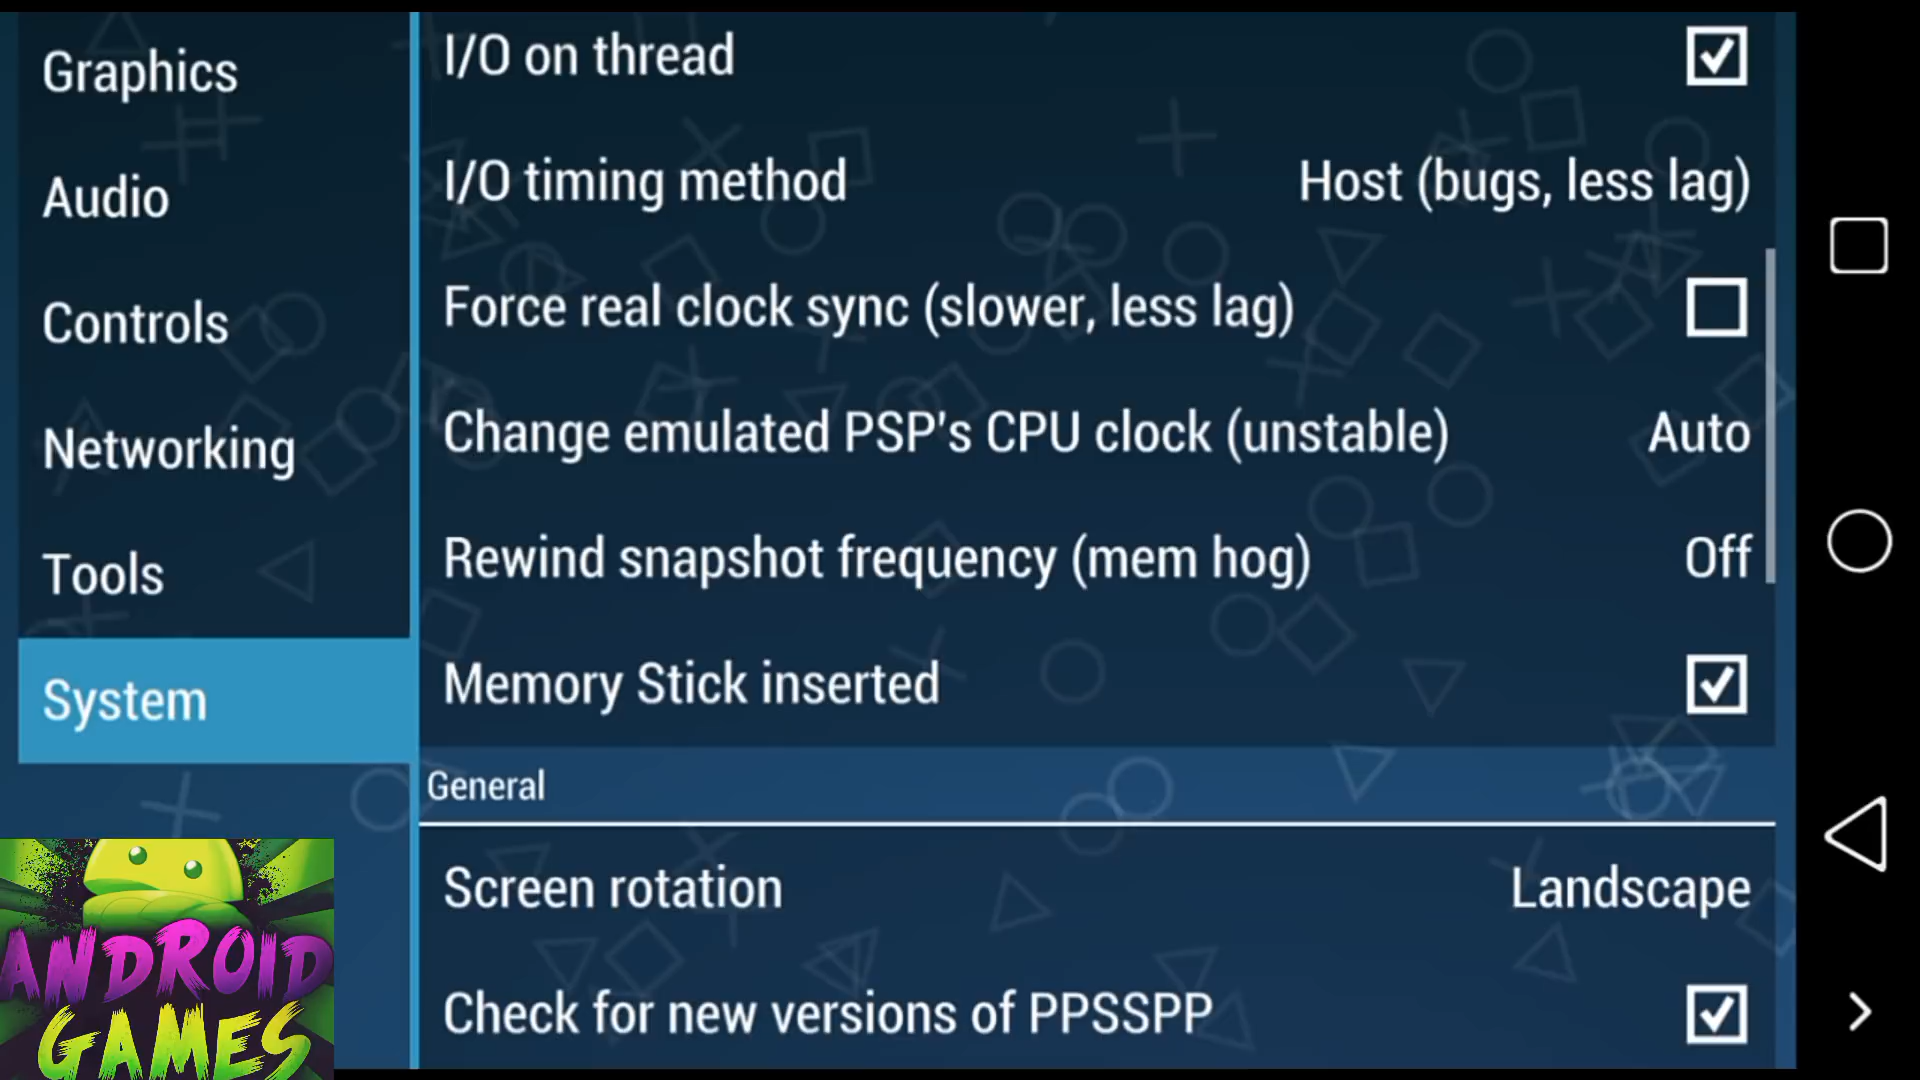 Graphics
Audio
Controls
Networking
Tools
System
I/O on thread
I/O timing method Host (bugs, less lag)
Force real clock sync (slower, less lag)
Change emulated PSP's CPU clock (unstable) Auto
Rewind snapshot frequency (mem hog) Off
Memory Stick inserted
General
Screen rotation Landscape
Check for new versions of PPSSPP
ANDROID
GAMES